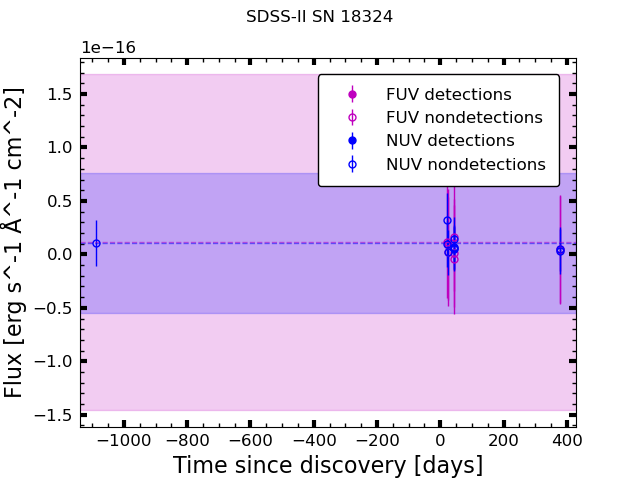 SDSS-II SN 18324
1e−16
FUV detections
FUV nondetections
NUV detections
NUV nondetections
1.5
1.0
0.5
0.0
−0.5
−1.0
−1.5
Flux [erg s^-1 Å^-1 cm^-2]
−1000 −800 −600 −400 −200 0 200 400
Time since discovery [days]